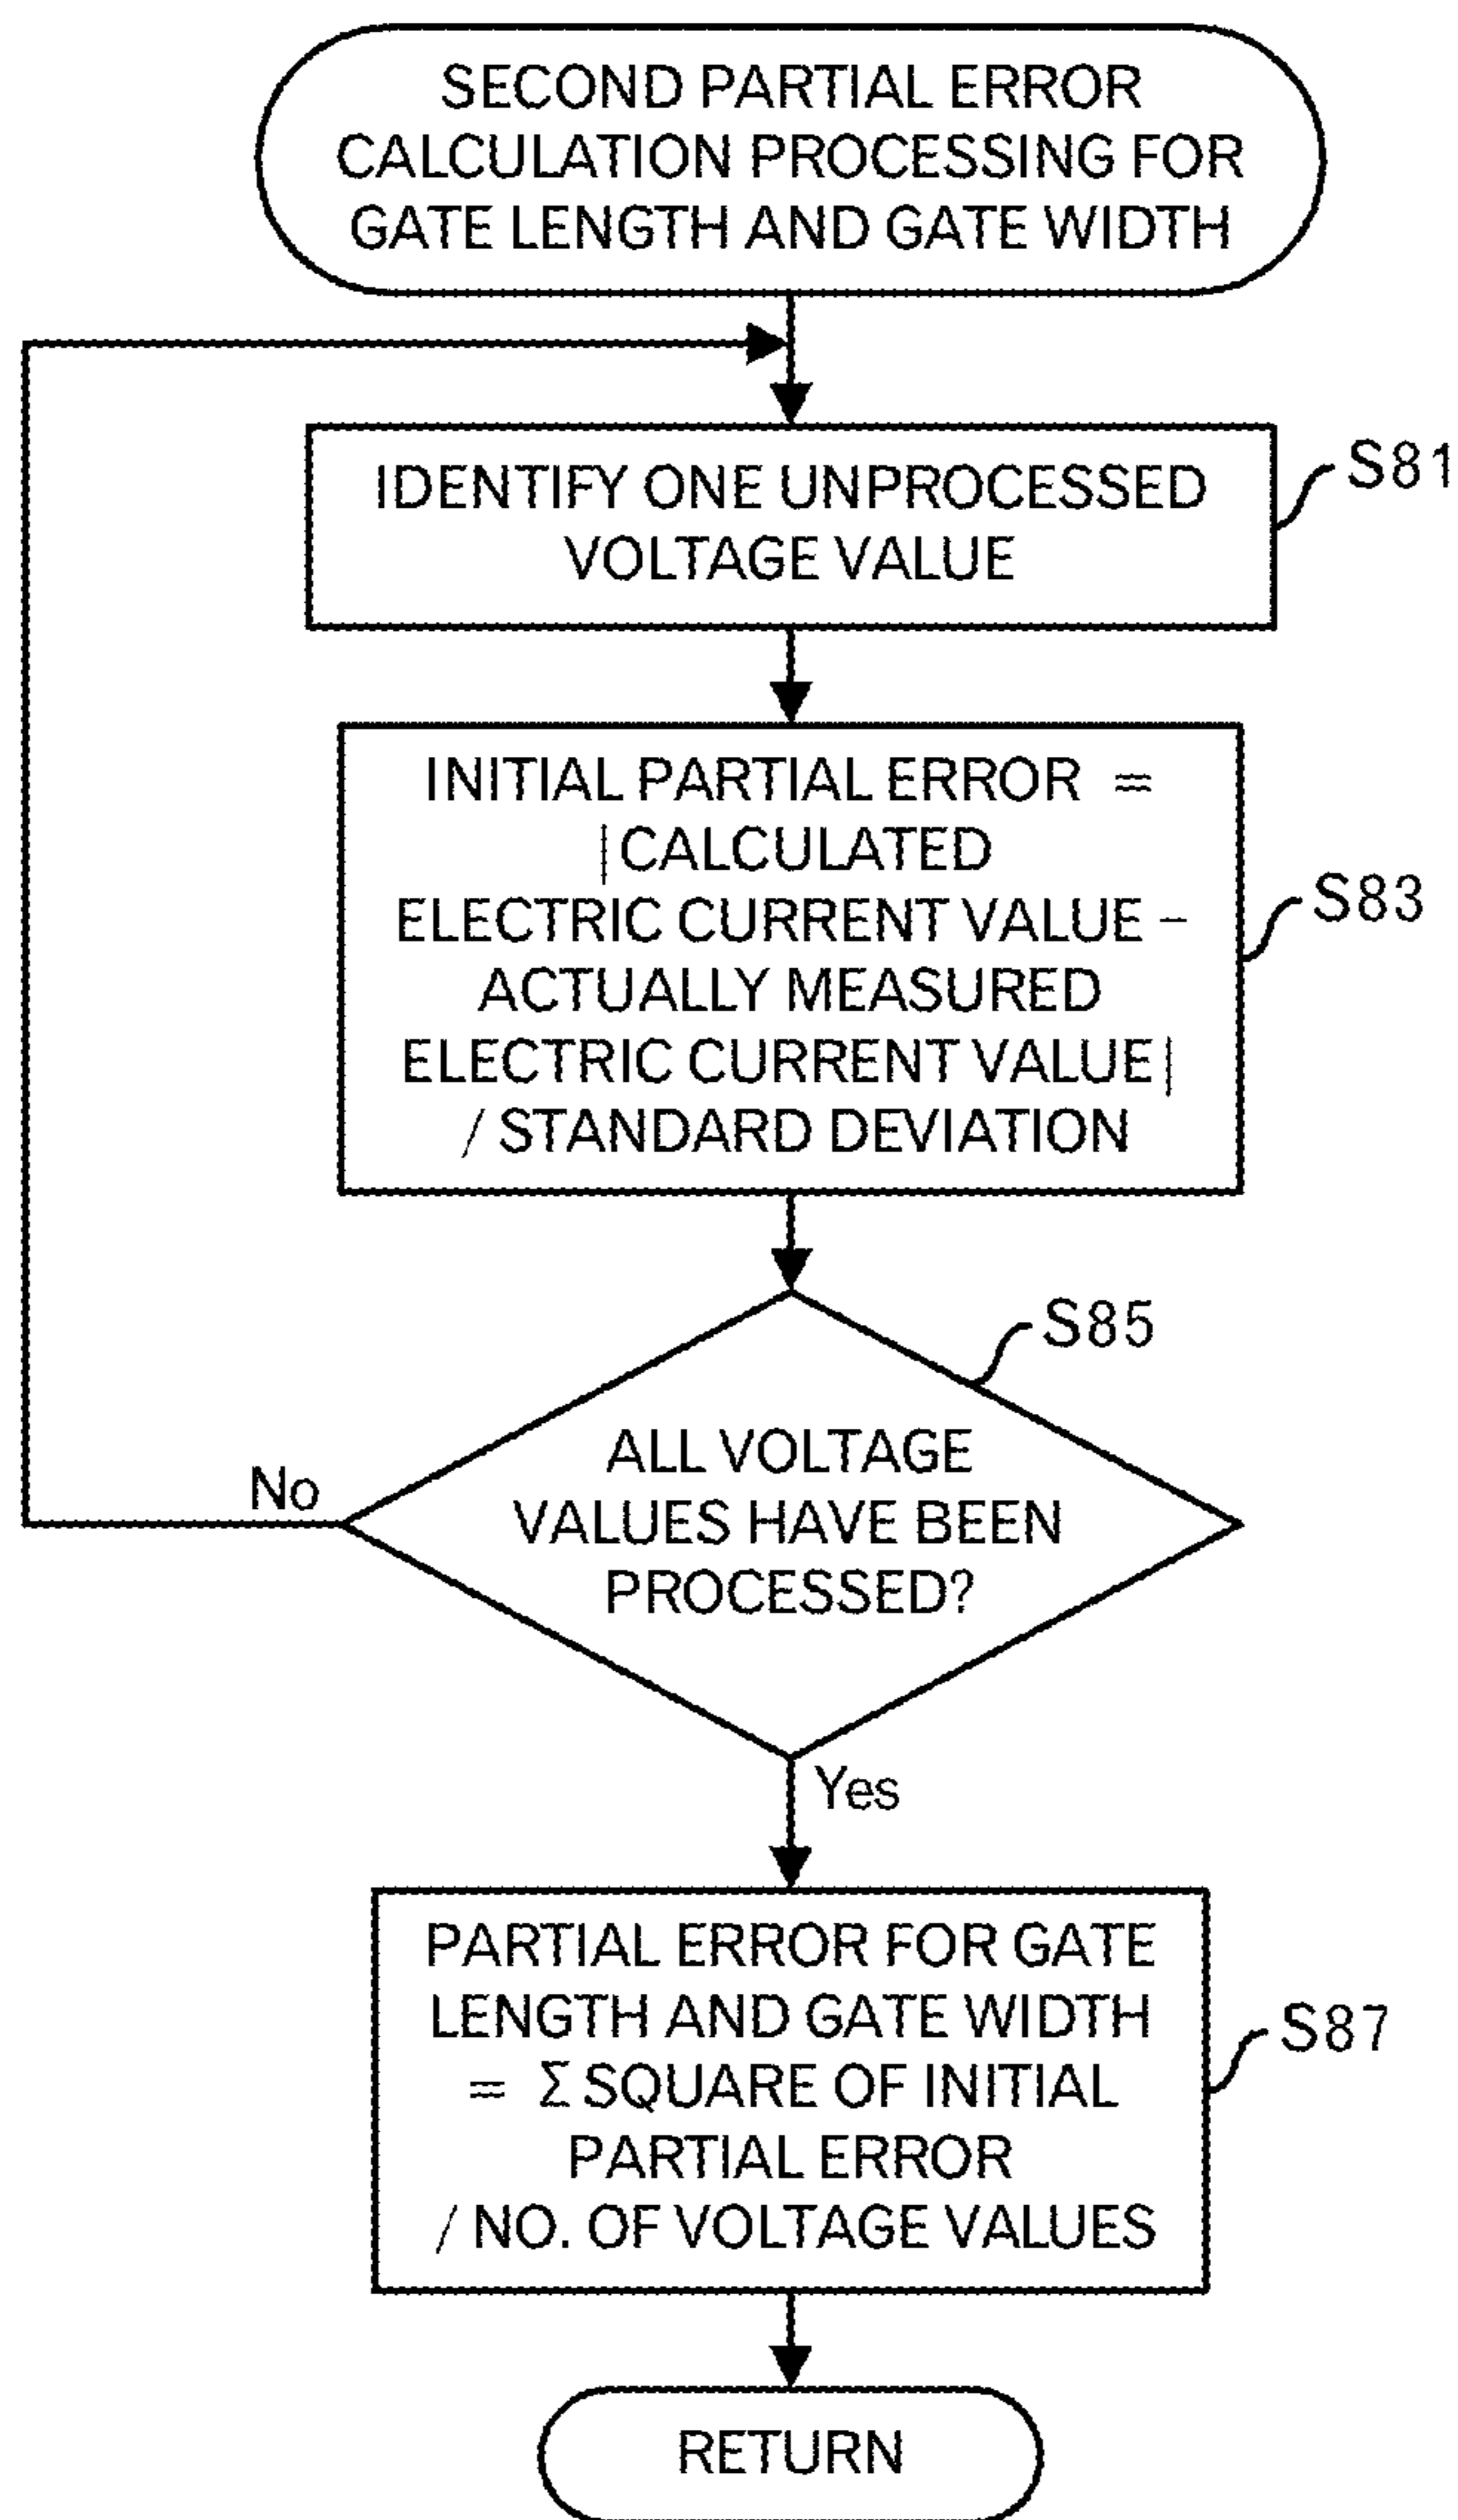 SECOND PARTIAL ERROR
CALCULATION PROCESSING FOR
GATE LENGTH AND GATE WIDTH
IDENTIFY ONE UNPROCESSED
VOLTAGE VALUE
S81
INITIAL PARTIAL ERROR =
|CALCULATED
ELECTRIC CURRENT VALUE –
ACTUALLY MEASURED
ELECTRIC CURRENT VALUE|
/ STANDARD DEVIATION
S83
S85
ALL VOLTAGE
VALUES HAVE BEEN
PROCESSED?
No
Yes
PARTIAL ERROR FOR GATE
LENGTH AND GATE WIDTH
= Σ SQUARE OF INITIAL
PARTIAL ERROR
/ NO. OF VOLTAGE VALUES
S87
RETURN